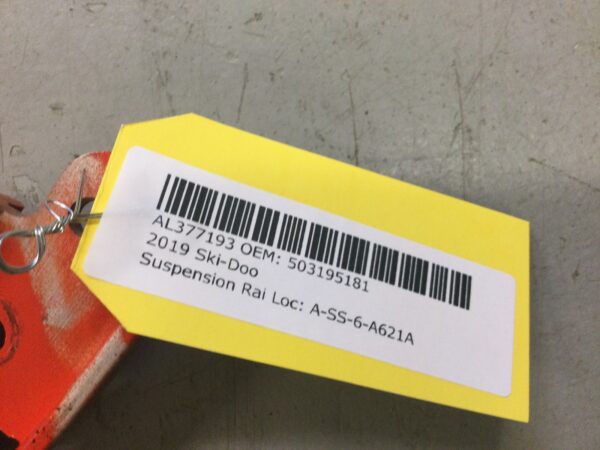 AL377193 OEM: 503195181
2019 Ski-Doo
Suspension Rai Loc: A-SS-6-A621A